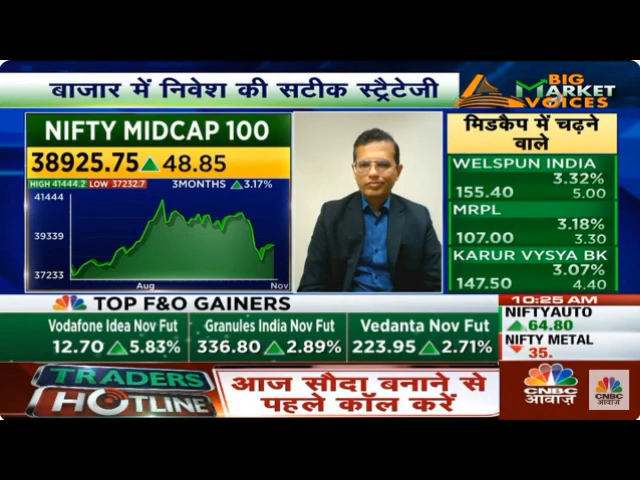 बाजार में निवेश की सटीक स्ट्रैटेजी
BIG
MARKET
VOICES
NIFTY MIDCAP 100
38925.75 ▲ 48.85
HIGH 41444.2 LOW 37232.7 3MONTHS ▲ 3.17%
41444
39339
37233
Aug
Nov
मिडकैप में चढ़ने
वाले
WELSPUN INDIA
3.32%
155.40 5.00
MRPL
3.18%
107.00 3.30
KARUR VYSYA BK
3.07%
147.50 4.40
TOP F&O GAINERS
Vodafone Idea Nov Fut
12.70 ▲ 5.83%
Granules India Nov Fut
336.80 ▲ 2.89%
Vedanta Nov Fut
223.95 ▲ 2.71%
10:25 AM
NIFTYAUTO
▲ 64.80
NIFTY METAL
▼ 35.
TRADERS
HOTLINE
आज सौदा बनाने से
पहले कॉल करें
CNBC
आवाज़
CNBC
आवाज़